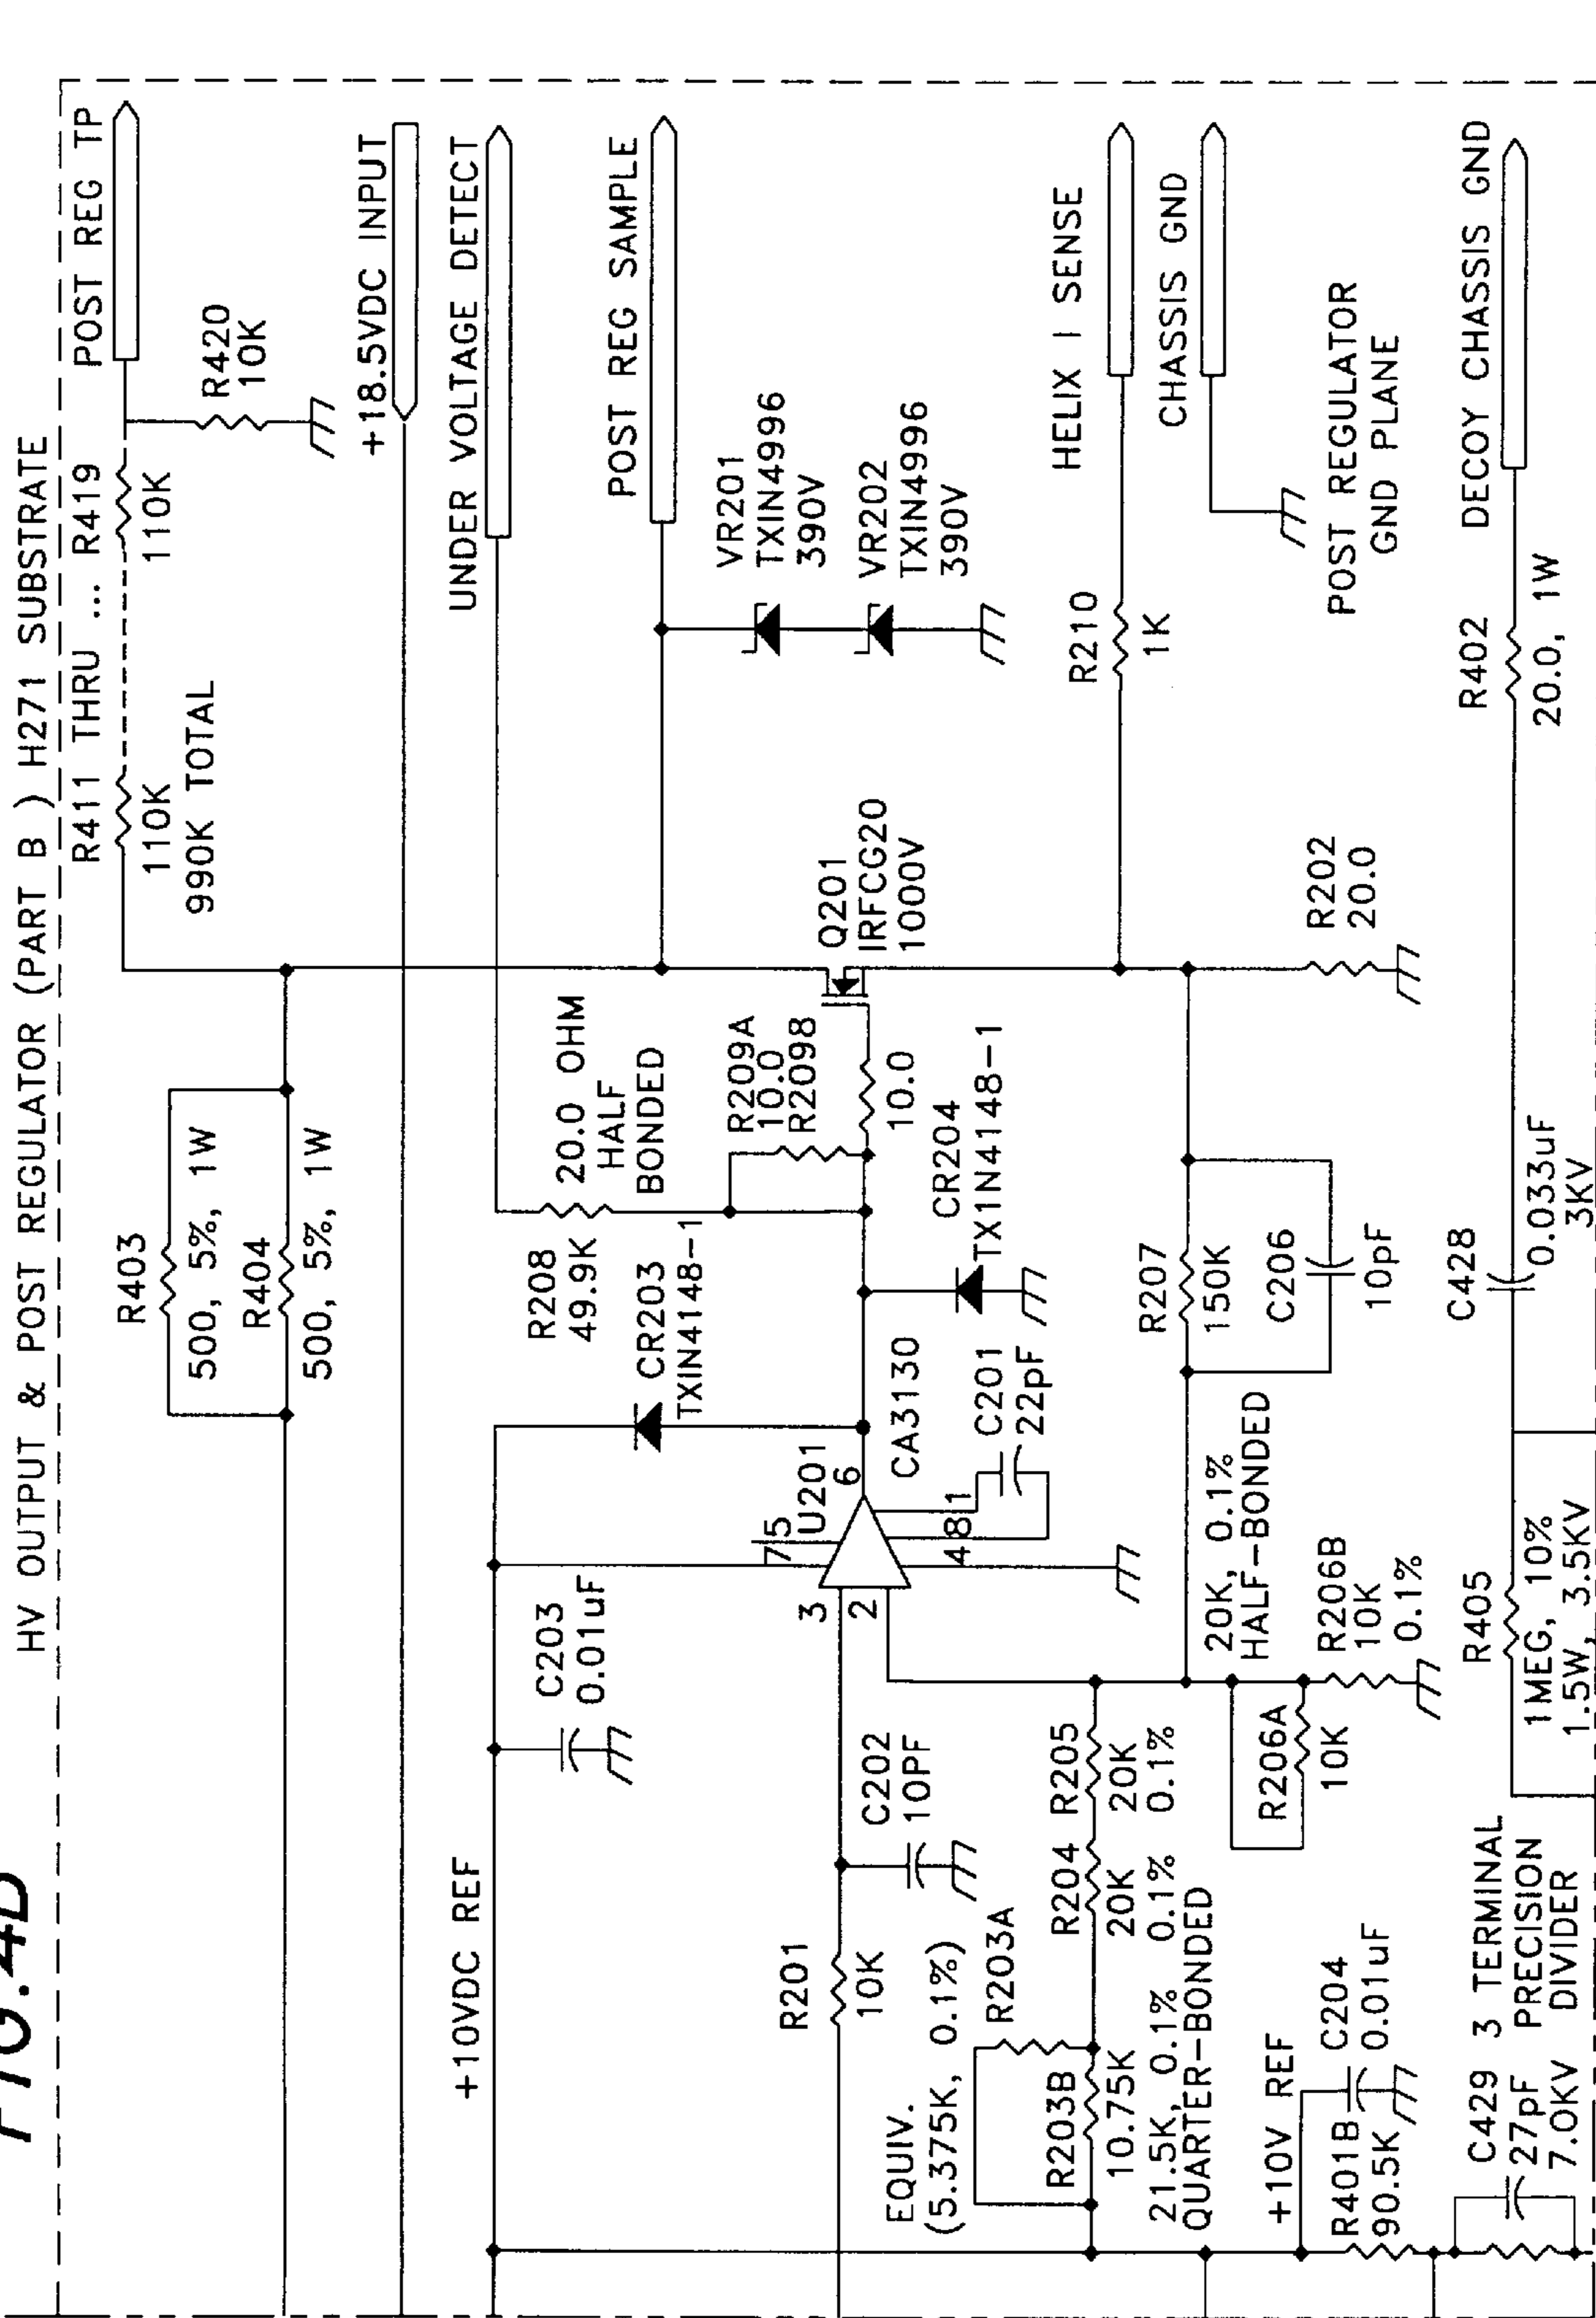 FIG.4B
HV OUTPUT & POST REGULATOR (PART B ) H271 SUBSTRATE
R411 THRU ... R419
110K
990K TOTAL
110K
POST REG TP
R420
10K
R403
500, 5%, 1W
R404
500, 5%, 1W
+18.5VDC INPUT
UNDER VOLTAGE DETECT
+10VDC REF
C203
0.01uF
R208
49.9K
20.0 OHM
HALF
BONDED
CR203
TXIN4148-1
R209A
10.0
R209B
10.0
POST REG SAMPLE
VR201
TXIN4996
390V
VR202
TXIN4996
390V
Q201
IRFCG20
1000V
R201
10K
C202
10PF
3
2
7
5
U201
6
CA3130
4
8
1
C201
22pF
CR204
TX1N4148-1
HELIX I SENSE
R210
1K
CHASSIS GND
POST REGULATOR
GND PLANE
EQUIV.
(5.375K, 0.1%)
R203A
R203B
10.75K
21.5K, 0.1%
QUARTER-BONDED
R204
20K
0.1%
R205
20K
0.1%
R207
150K
C206
10pF
R202
20.0
20K, 0.1%
HALF-BONDED
R206A
10K
R206B
10K
0.1%
+10V REF
R401B
90.5K
C204
0.01uF
C429
27pF
7.0KV
3 TERMINAL
PRECISION
DIVIDER
R405
1MEG, 10%
1.5W, 3.5KV
C428
0.033uF
3KV
R402
20.0, 1W
DECOY CHASSIS GND